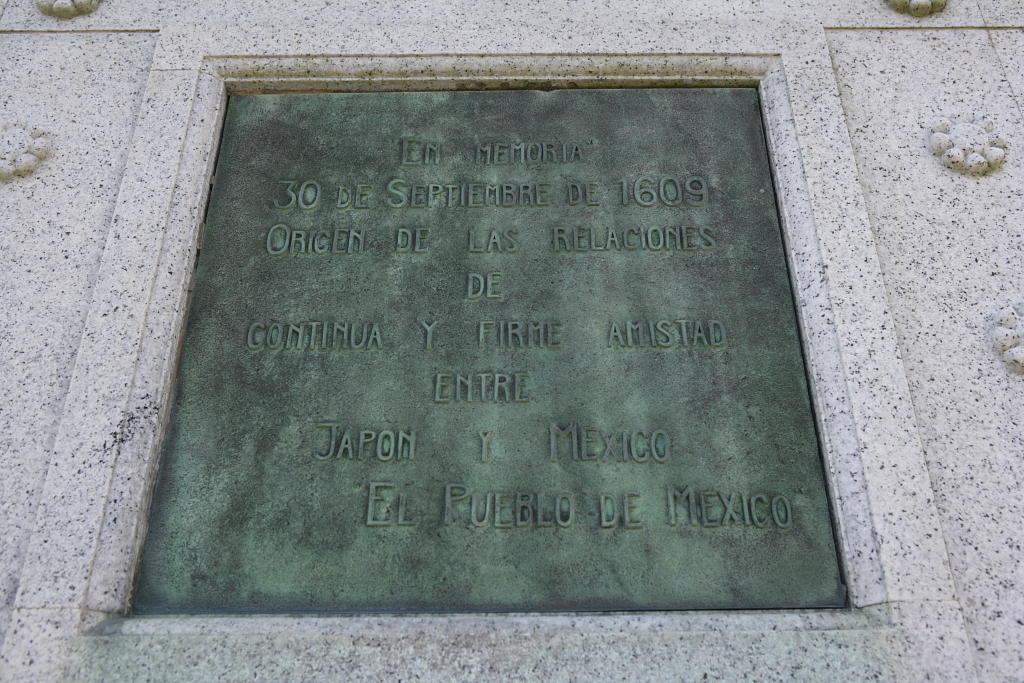 "En memoria"
30 de Septiembre de 1609
Origen de las relaciones
de
continua y firme amistad
entre
Japon y Mexico
El Pueblo de Mexico